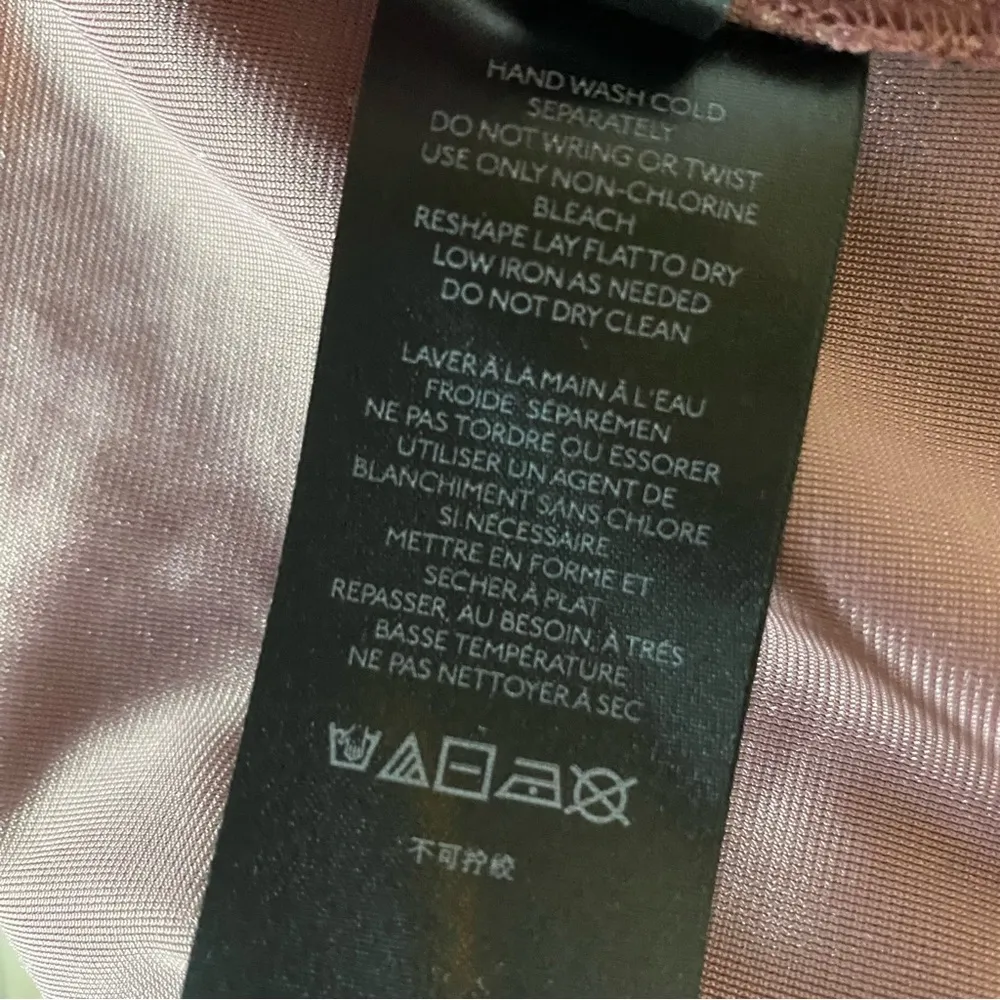 HAND WASH COLD
SEPARATELY
DO NOT WRING OR TWIST
USE ONLY NON-CHLORINE
BLEACH
RESHAPE LAY FLAT TO DRY
LOW IRON AS NEEDED
DO NOT DRY CLEAN
LAVER À LA MAIN À L'EAU
FROIDE SÉPARÉMEN
NE PAS TORDRE OU ESSORER
UTILISER UN AGENT DE
BLANCHIMENT SANS CHLORE
SI NÉCESSAIRE
METTRE EN FORME ET
SECHER À PLAT
REPASSER, AU BESOIN, À TRÉS
BASSE TEMPÉRATURE
NE PAS NETTOYER À SEC
不可拧绞